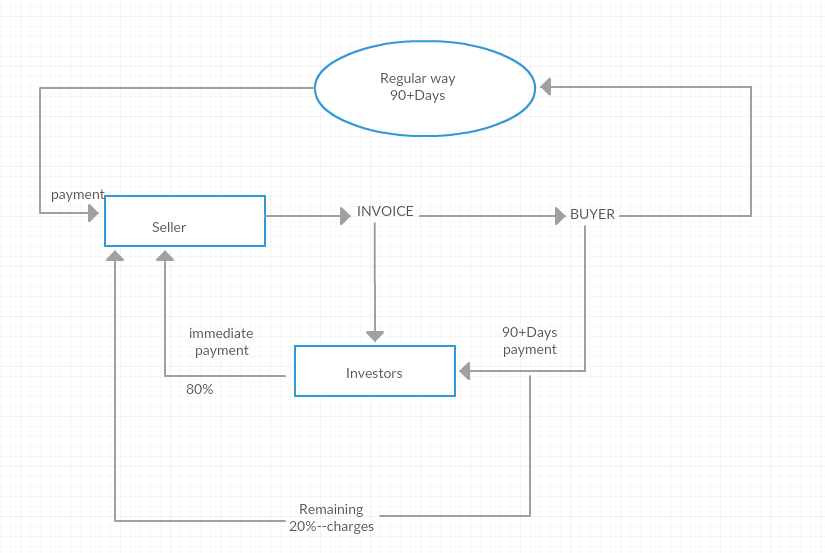 Regular way
90+Days
payment
Seller
INVOICE
BUYER
immediate
payment
80%
Investors
90+Days
payment
Remaining
20%--charges